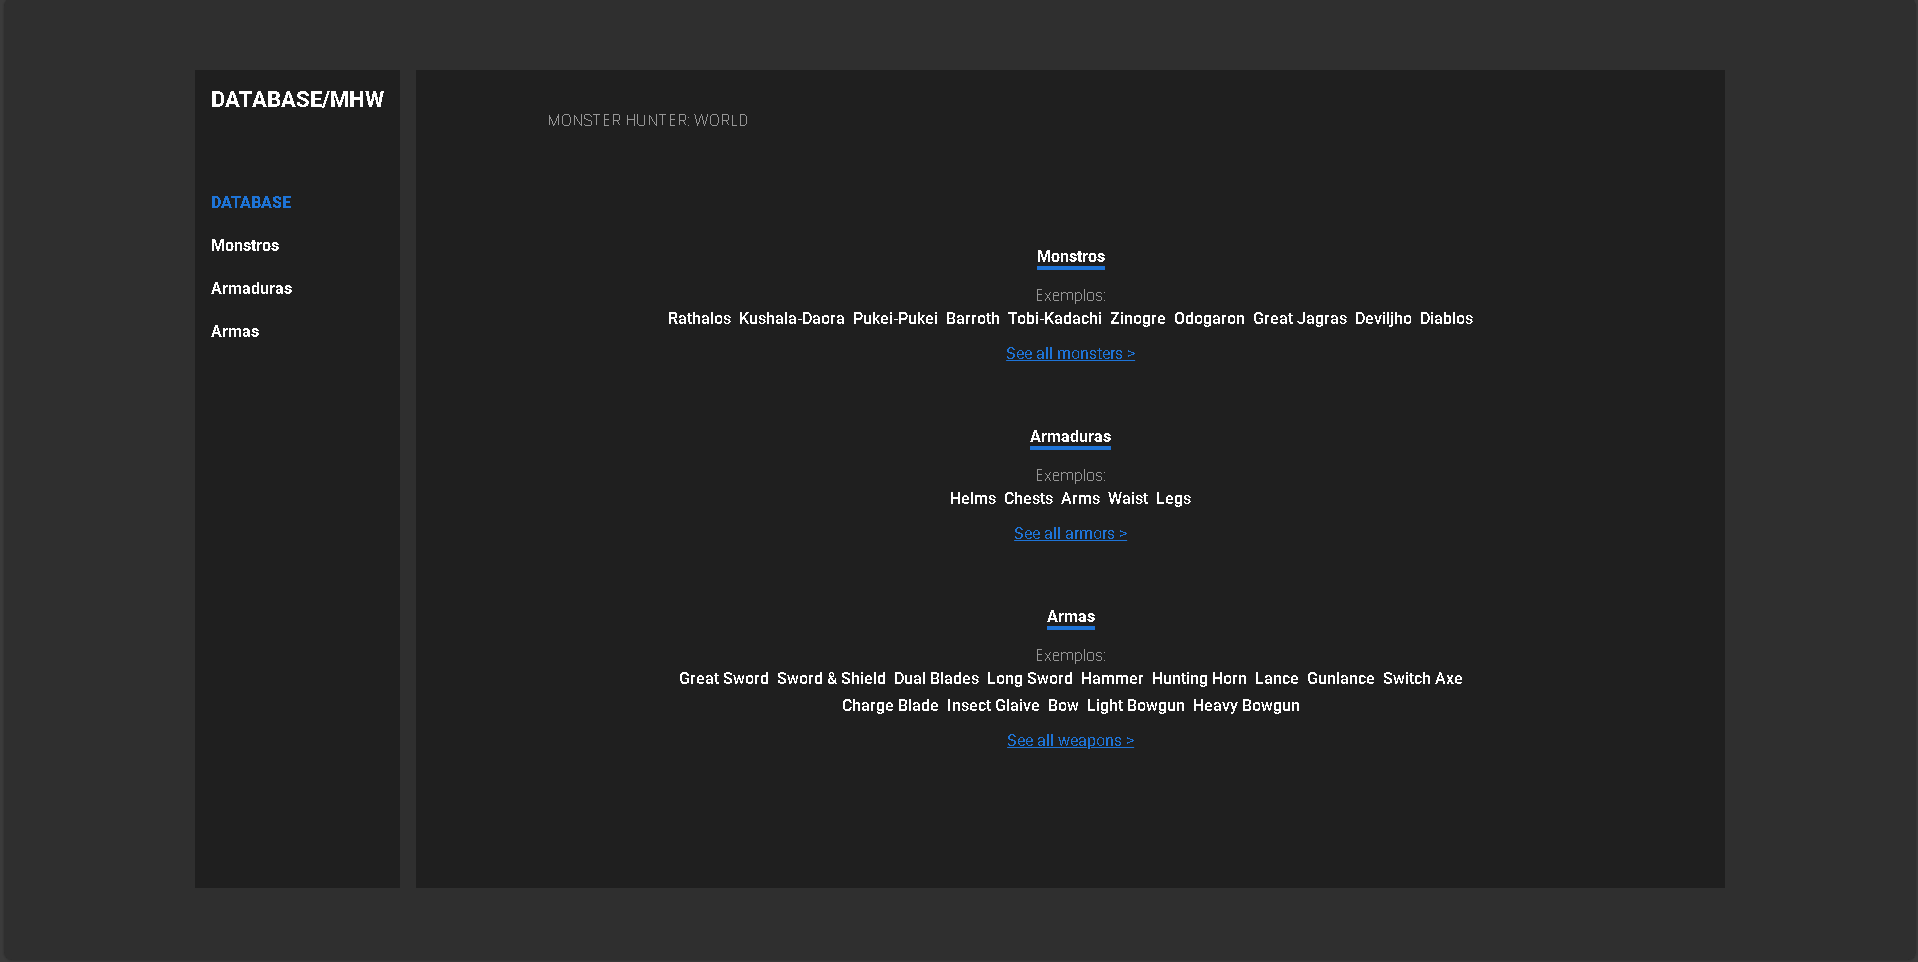 DATABASE/MHW
DATABASE
Monstros
Armaduras
Armas
MONSTER HUNTER: WORLD
Monstros
Exemplos:
Rathalos Kushala-Daora Pukei-Pukei Barroth Tobi-Kadachi Zinogre Odogaron Great Jagras Deviljho Diablos
See all monsters >
Armaduras
Exemplos:
Helms Chests Arms Waist Legs
See all armors >
Armas
Exemplos:
Great Sword Sword & Shield Dual Blades Long Sword Hammer Hunting Horn Lance Gunlance Switch Axe
Charge Blade Insect Glaive Bow Light Bowgun Heavy Bowgun
See all weapons >